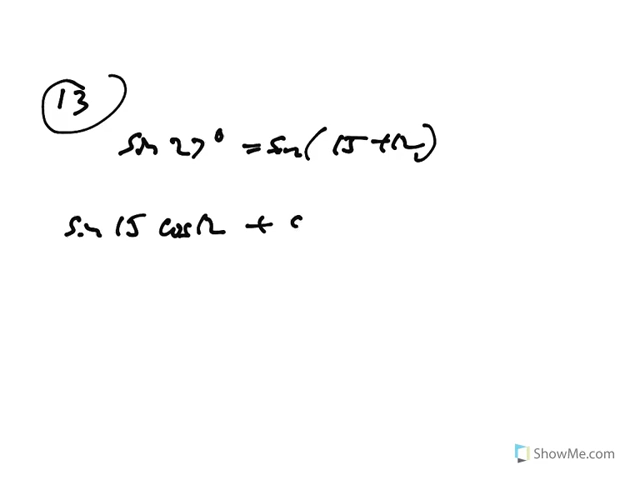 13
sin 27° = sin(15+12)
sin 15 cos 12 + c
ShowMe.com